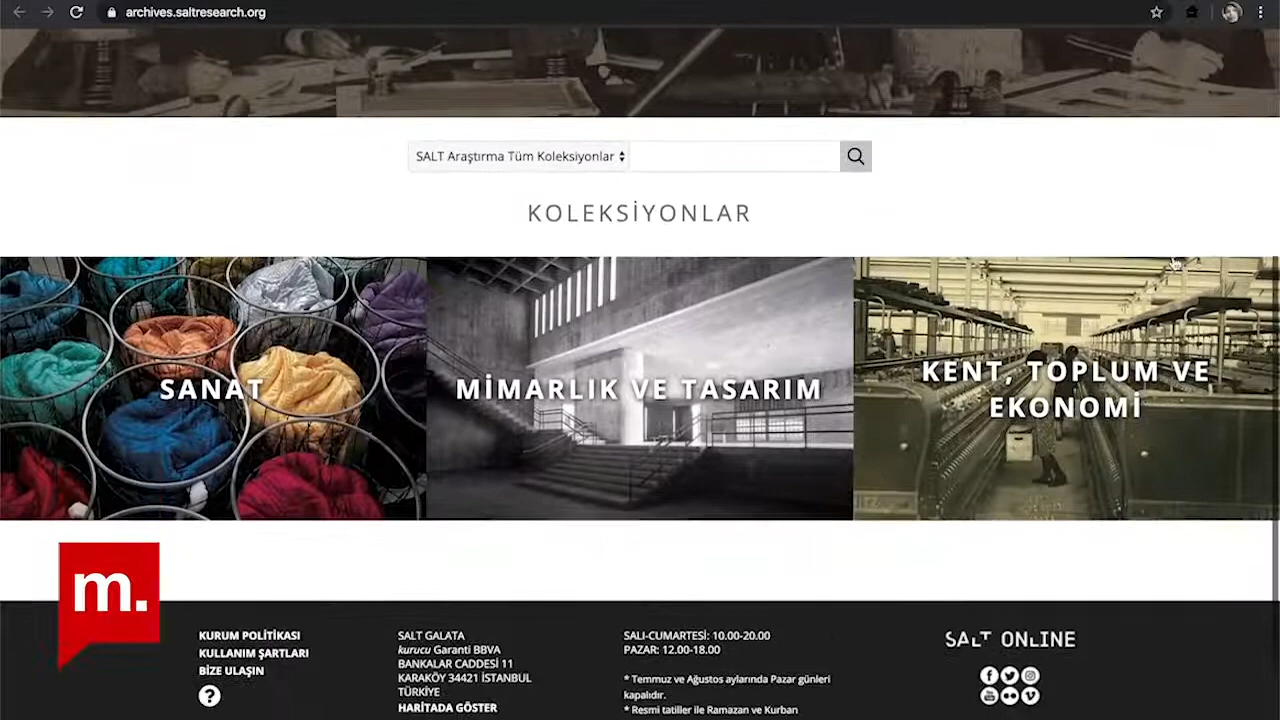 archives.saltresearch.org
SALT Araştırma Tüm Koleksiyonlar
KOLEKSİYONLAR
SANAT
MİMARLIK VE TASARIM
KENT, TOPLUM VE
EKONOMİ
m.
KURUM POLİTİKASI
KULLANIM ŞARTLARI
BİZE ULAŞIN
?
SALT GALATA
kurucu Garanti BBVA
BANKALAR CADDESİ 11
KARAKÖY 34421 İSTANBUL
TÜRKİYE
HARİTADA GÖSTER
SALI-CUMARTESİ: 10.00-20.00
PAZAR: 12.00-18.00
* Temmuz ve Ağustos aylarında Pazar günleri
kapalıdır.
* Resmi tatiller ile Ramazan ve Kurban
SALT ONLINE